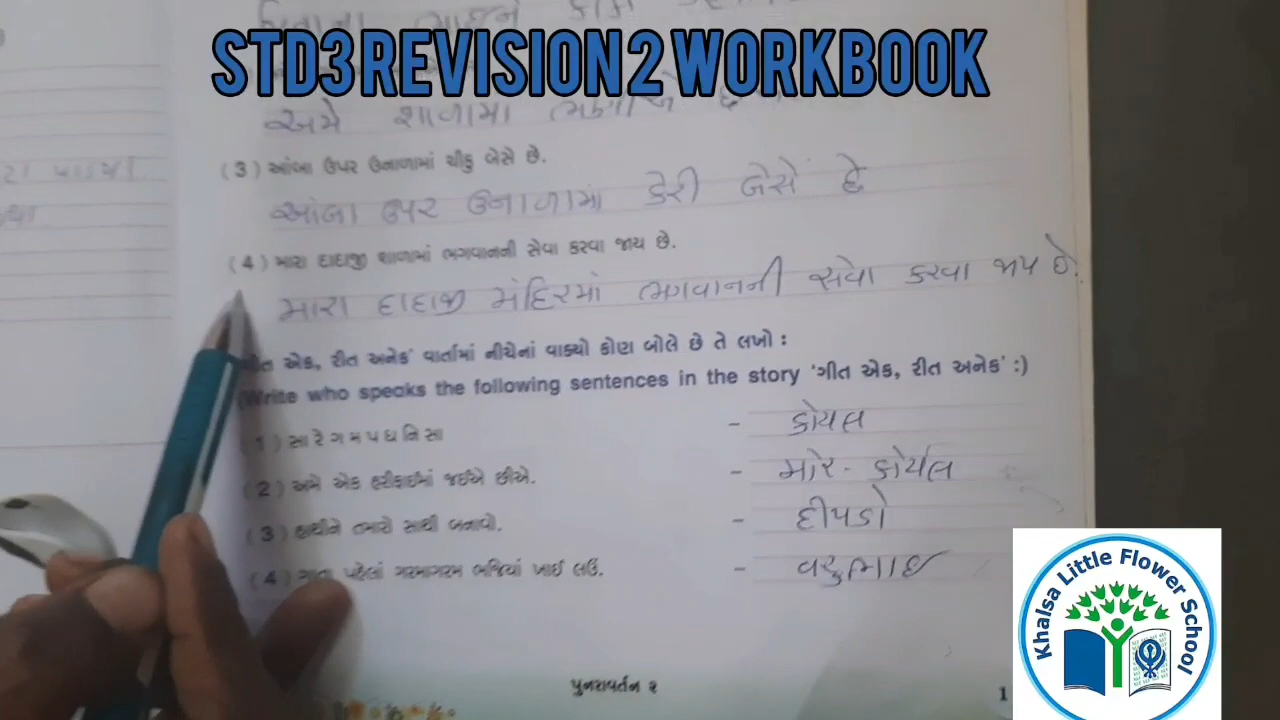 STD3 REVISION 2 WORKBOOK
અમે શાળામાં
(3) આંબા ઉપર ઉનાળામાં ચીકુ બેસે છે.
આંબા ઉપર ઉનાળામાં કેરી બેસે છે
(4) મારા દાદાજી શાળામાં ભગવાનની સેવા કરવા જાય છે.
મારા દાદાજી મંદિરમાં ભગવાનની સેવા કરવા જાય છે.
એક, રીત અનેક' વાર્તામાં નીચેનાં વાક્યો કોણ બોલે છે તે લખો :
(Write who speaks the following sentences in the story 'ગીત એક, રીત અનેક' :)
(1) સા રે ગ મ પ ધ નિ સા - કોયલ
(2) અમે એક હરીફાઈમાં જઈએ છીએ. - મોર - કોયલ
(3) હાથીને તમારો સાથી બનાવો. - દીપડો
(4) ગાતા પહેલાં ગરમાગરમ ભજિયાં ખાઈ લઉં. - વરુભાઈ
પુનરાવર્તન ૨
1
Khalsa Little Flower School